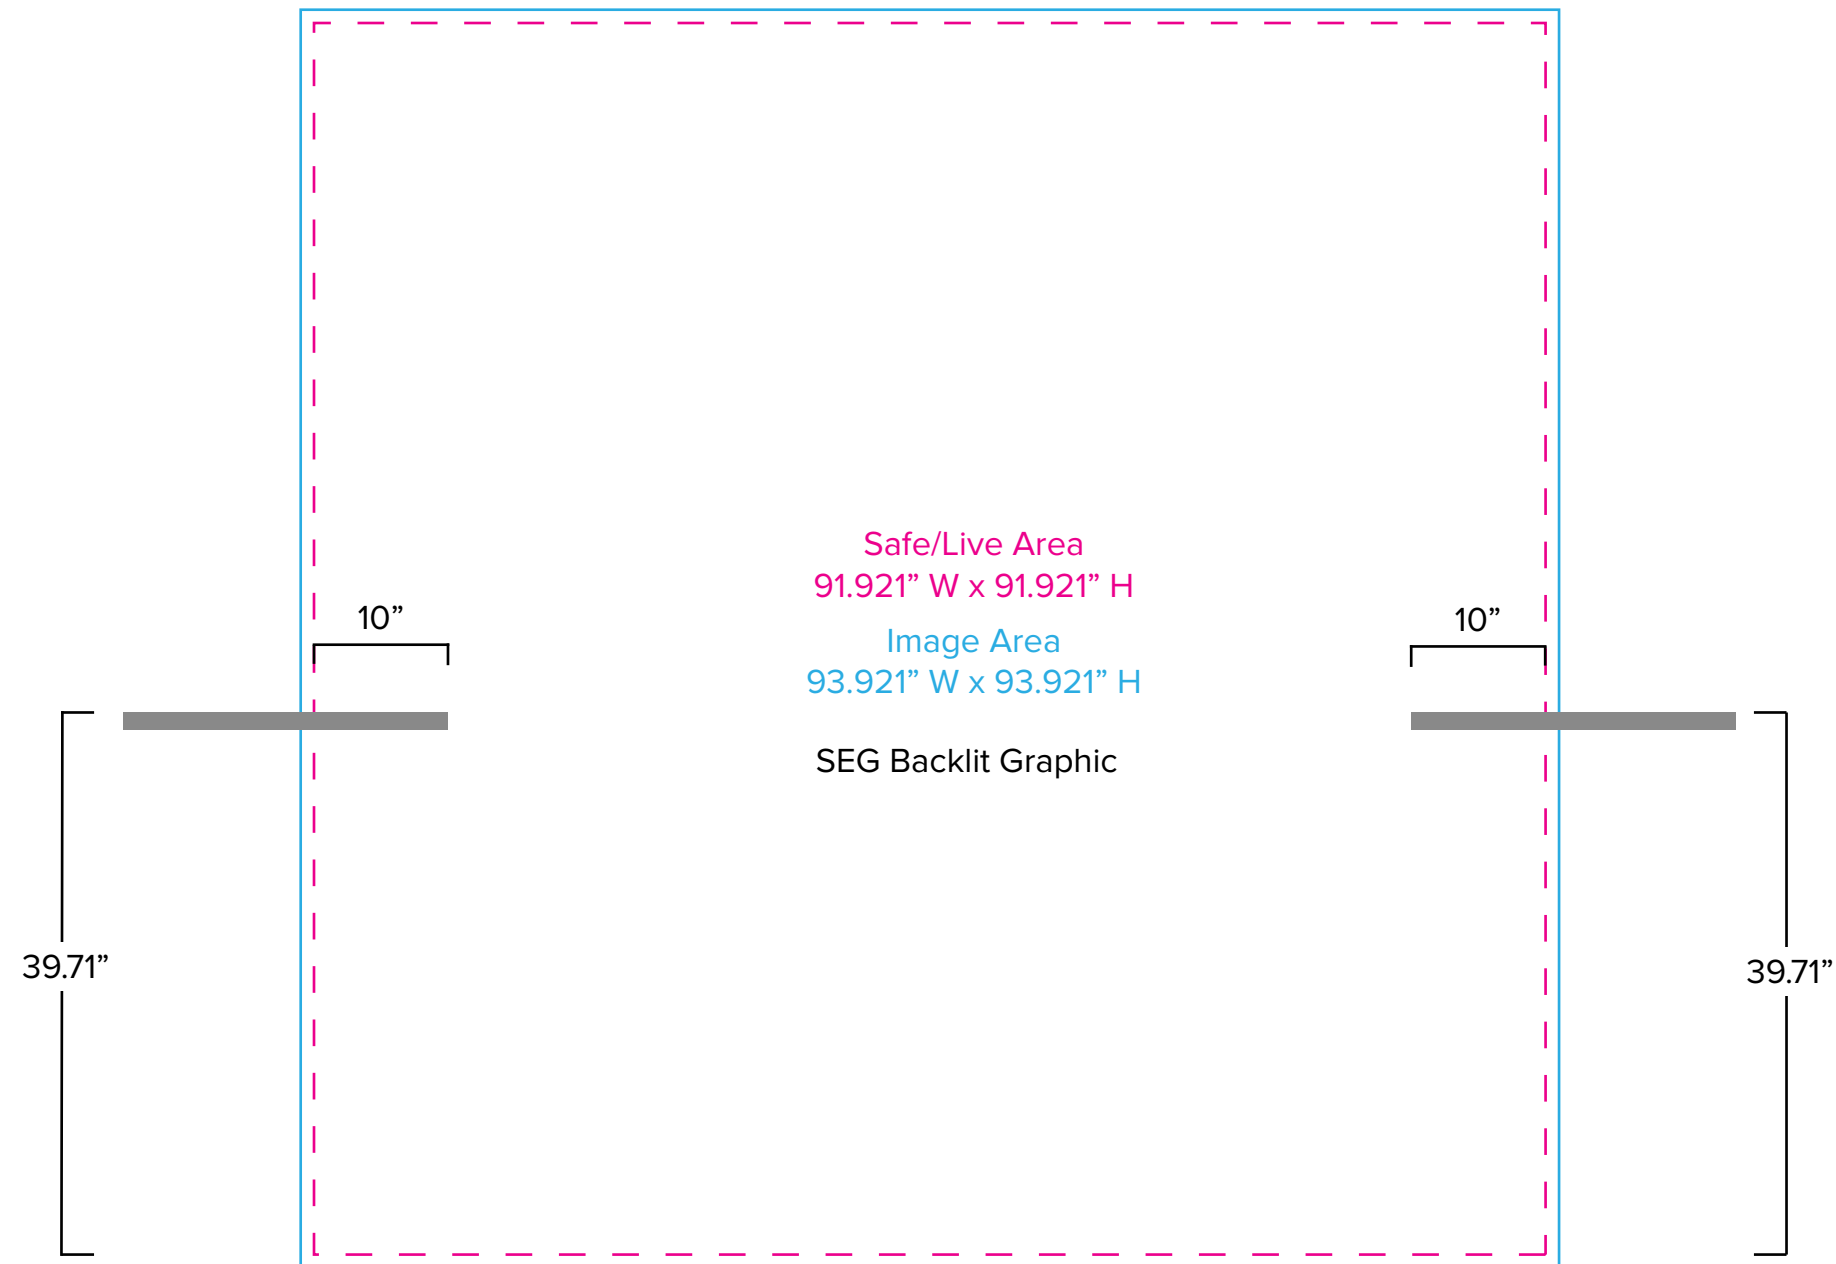 Safe/Live Area
91.921” W x 91.921” H
10”
10”
Image Area
93.921” W x 93.921” H
SEG Backlit Graphic
39.71”
39.71”